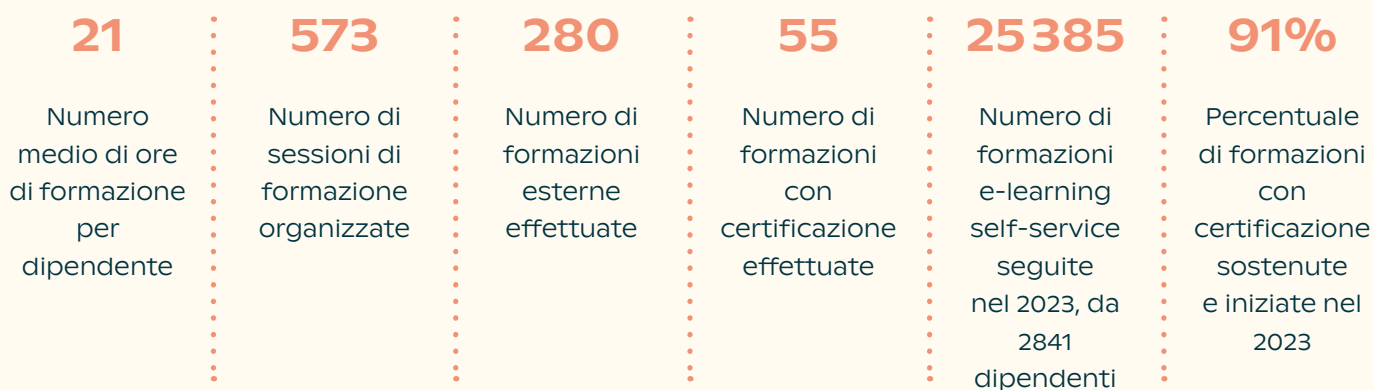 21
Numero
medio di ore
di formazione
per
dipendente
573
Numero di
sessioni di
formazione
organizzate
280
Numero di
formazioni
esterne
effettuate
55
Numero di
formazioni
con
certificazione
effettuate
25 385
Numero di
formazioni
e-learning
self-service
seguite
nel 2023, da
2841
dipendenti
91%
Percentuale
di formazioni
con
certificazione
sostenute
e iniziate nel
2023